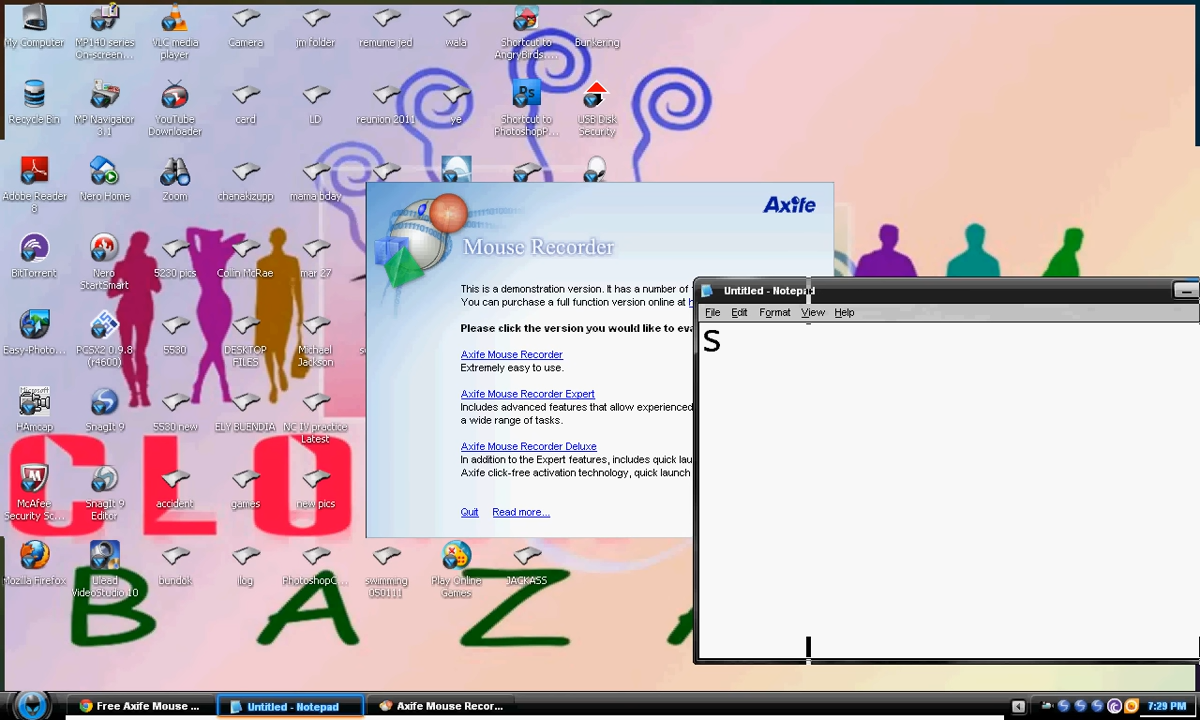 My Computer
MP140 series On-screen...
VLC media player
Camera
jm folder
remume jed
wala
Shortcut to AngryBirds....
Bunkering
Recycle Bin
MP Navigator 3.1
YouTube Downloader
card
LD
reunion 2011
ye
Shortcut to PhotoshopP...
USB Disk Security
Adobe Reader 8
Nero Home
Zoom
chanakizupp
mama bday
BitTorrent
Nero StartSmart
5230 pics
Colin McRae
mar 27
Easy-Photo...
PCSX2 0.9.8 (r4600)
5530
DESKTOP FILES
Michael Jackson
HAmcap
SnagIt 9
5530 new
ELY BUENDIA
NC IV practice Latest
McAfee Security Sc...
SnagIt 9 Editor
accident
games
new pics
Mozilla Firefox
Ulead VideoStudio 10
bundok
llog
PhotoshopC...
swimming 050111
Play Online Games
JACKASS
CLO
BAZ
Axife
Mouse Recorder
This is a demonstration version. It has a number of
You can purchase a full function version online at
Please click the version you would like to
Axife Mouse Recorder
Extremely easy to use.
Axife Mouse Recorder Expert
Includes advanced features that allow experienced
a wide range of tasks.
Axife Mouse Recorder Deluxe
In addition to the Expert features, includes quick
Axife click-free activation technology, quick launch
Quit Read more...
Untitled - Notepad
File Edit Format View Help
S
Free Axife Mouse ...
Untitled - Notepad
Axife Mouse Recor...
7:29 PM